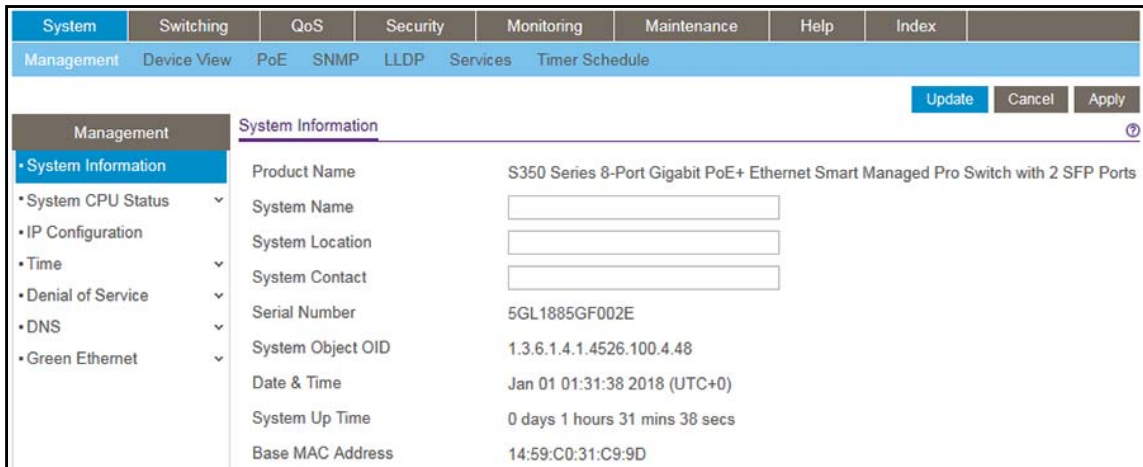 System Switching QoS Security Monitoring Maintenance Help Index
Management Device View PoE SNMP LLDP Services Timer Schedule
Update Cancel Apply
Management
• System Information
• System CPU Status
• IP Configuration
• Time
• Denial of Service
• DNS
• Green Ethernet
System Information
?
Product Name S350 Series 8-Port Gigabit PoE+ Ethernet Smart Managed Pro Switch with 2 SFP Ports
System Name
System Location
System Contact
Serial Number 5GL1885GF002E
System Object OID 1.3.6.1.4.1.4526.100.4.48
Date & Time Jan 01 01:31:38 2018 (UTC+0)
System Up Time 0 days 1 hours 31 mins 38 secs
Base MAC Address 14:59:C0:31:C9:9D